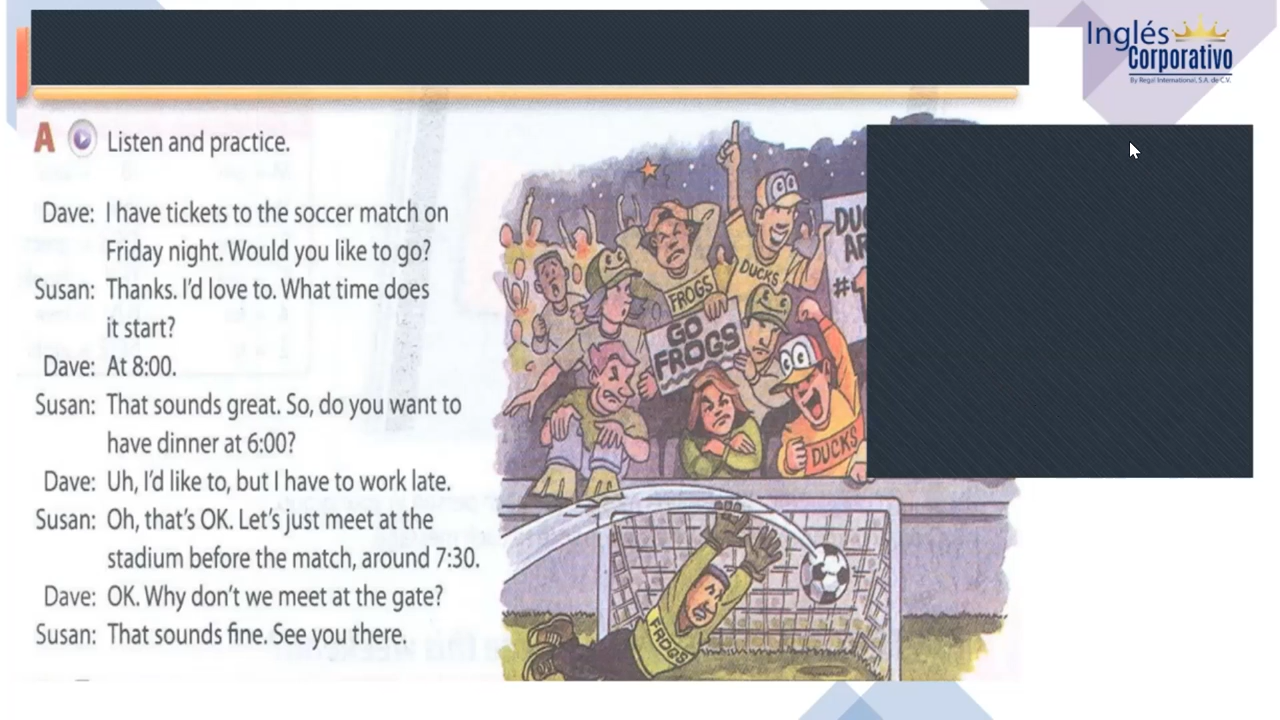 Inglés
Corporativo
By Regal International, S.A. de C.V.
A Listen and practice.
Dave: I have tickets to the soccer match on
Friday night. Would you like to go?
Susan: Thanks. I'd love to. What time does
it start?
Dave: At 8:00.
Susan: That sounds great. So, do you want to
have dinner at 6:00?
Dave: Uh, I'd like to, but I have to work late.
Susan: Oh, that's OK. Let's just meet at the
stadium before the match, around 7:30.
Dave: OK. Why don't we meet at the gate?
Susan: That sounds fine. See you there.
DUCKS
FROGS
GO
FROGS
DUCKS
FROGS